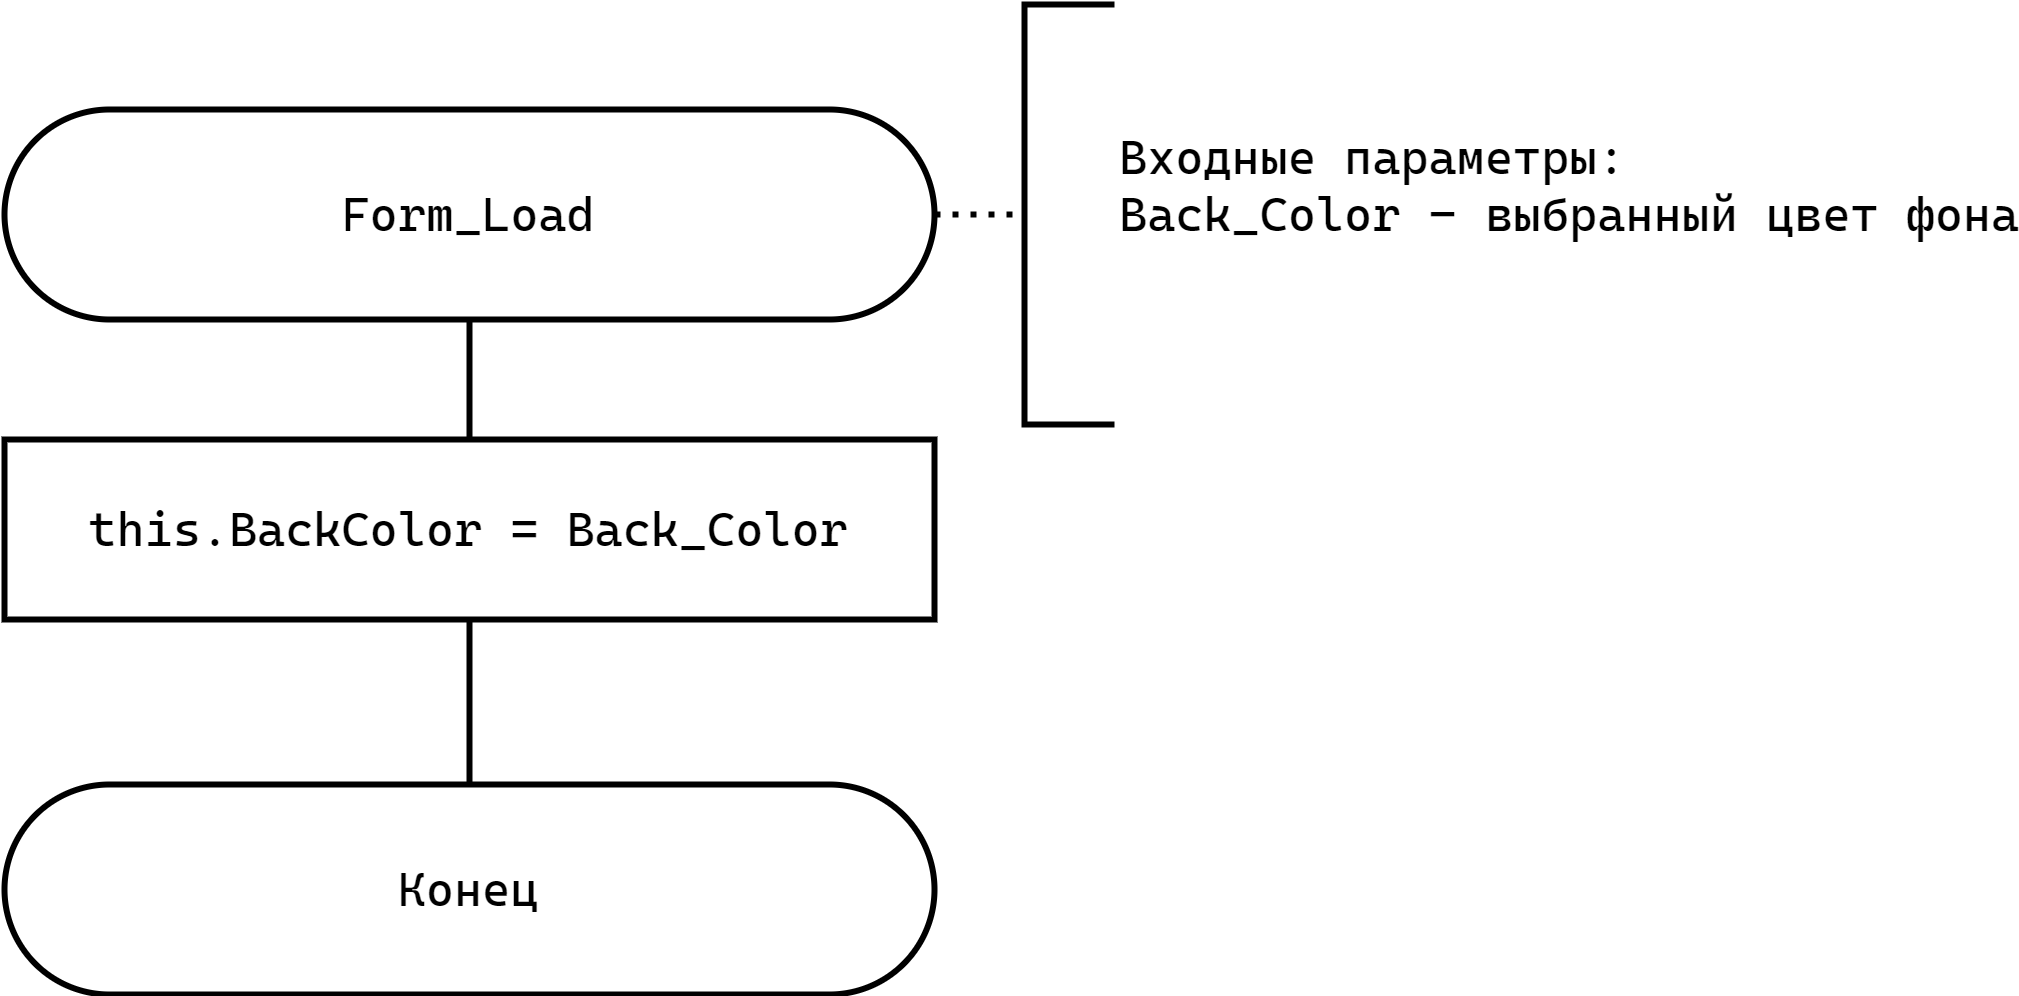 Form_Load
Входные параметры:
Back_Color – выбранный цвет фона
this.BackColor = Back_Color
Конец